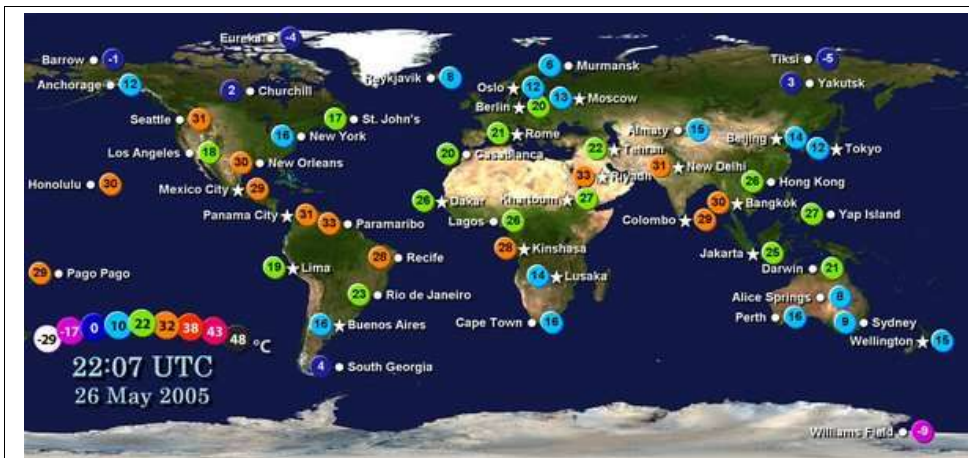 Eureka -4
Barrow -1
Tiksi -5
Anchorage 12
2 Churchill
Reykjavik 8
6 Murmansk
3 Yakutsk
Oslo 12
Berlin 20
13 Moscow
Seattle 31
17 St. John's
16 New York
21 Rome
Almaty 15
Beijing 14
12 Tokyo
Los Angeles 18
30 New Orleans
20 Casablanca
22 Tehran
33 Riyadh
31 New Delhi
26 Hong Kong
Honolulu 30
Mexico City 29
26 Dakar
Khartoum 27
30 Bangkok
Panama City 31
33 Paramaribo
Lagos 26
Colombo 29
27 Yap Island
28 Recife
28 Kinshasa
Jakarta 25
29 Pago Pago
19 Lima
14 Lusaka
Darwin 21
23 Rio de Janeiro
Alice Springs 8
16 Buenos Aires
Cape Town 16
Perth 16
9 Sydney
Wellington 15
-29 -17 0 10 22 32 38 43 48 °C
4 South Georgia
22:07 UTC
26 May 2005
Williams Field -9